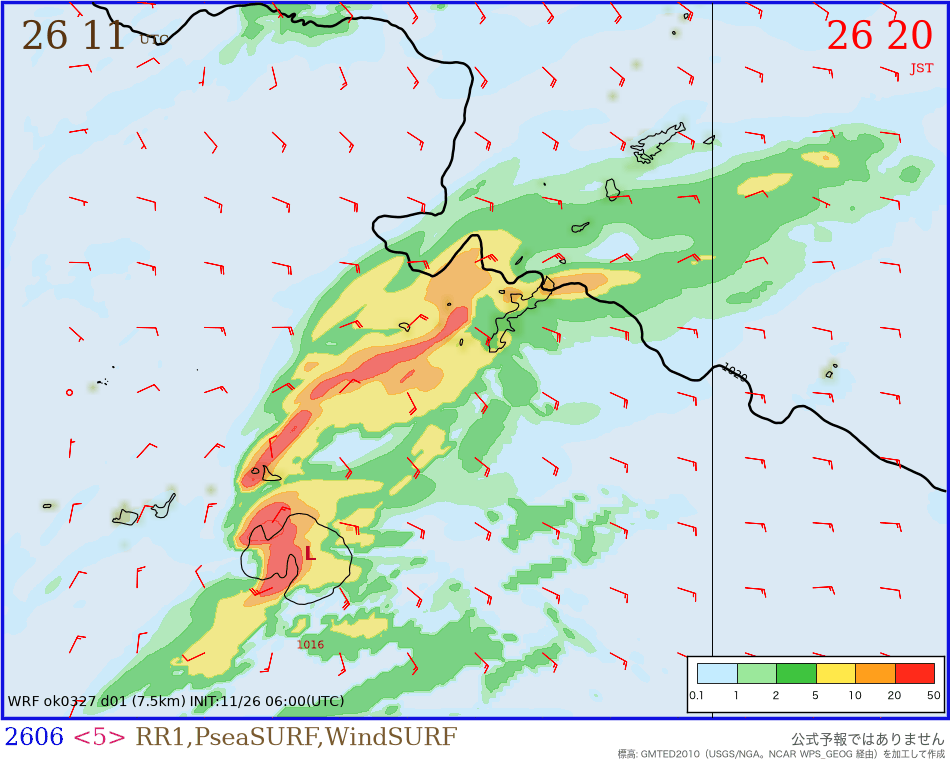 26 11 UTC
26 20
JST
1020
L
1016
0.1 1 2 5 10 20 50
WRF ok0327 d01 (7.5km) INIT:11/26 06:00(UTC)
2606 <5> RR1,PseaSURF,WindSURF
公式予報ではありません
標高: GMTED2010（USGS/NGA。NCAR WPS_GEOG 経由）を加工して作成